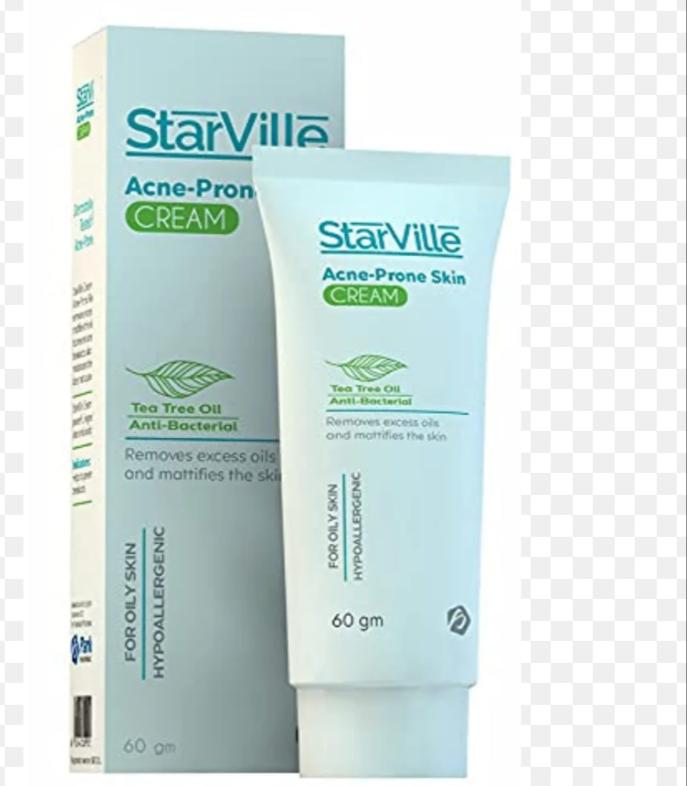 StarVille
Acne-Pron
CREAM
Tea Tree Oil
Anti-Bacterial
Removes excess oils
and mattifies the skin
FOR OILY SKIN
HYPOALLERGENIC
60 gm
StarVille
Acne-Prone Skin
CREAM
Tea Tree Oil
Anti-Bacterial
Removes excess oils
and mattifies the skin
FOR OILY SKIN
HYPOALLERGENIC
60 gm